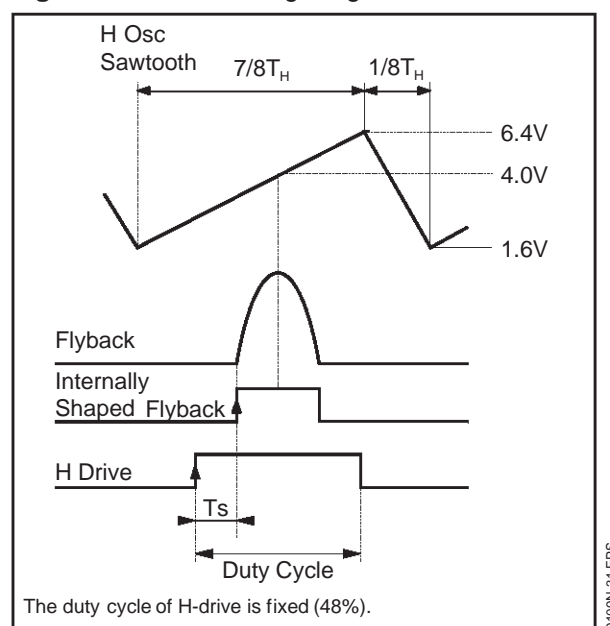 H Osc
Sawtooth
7/8T_H
1/8T_H
6.4V
4.0V
1.6V
Flyback
Internally
Shaped Flyback
H Drive
Ts
Duty Cycle
The duty cycle of H-drive is fixed (48%).